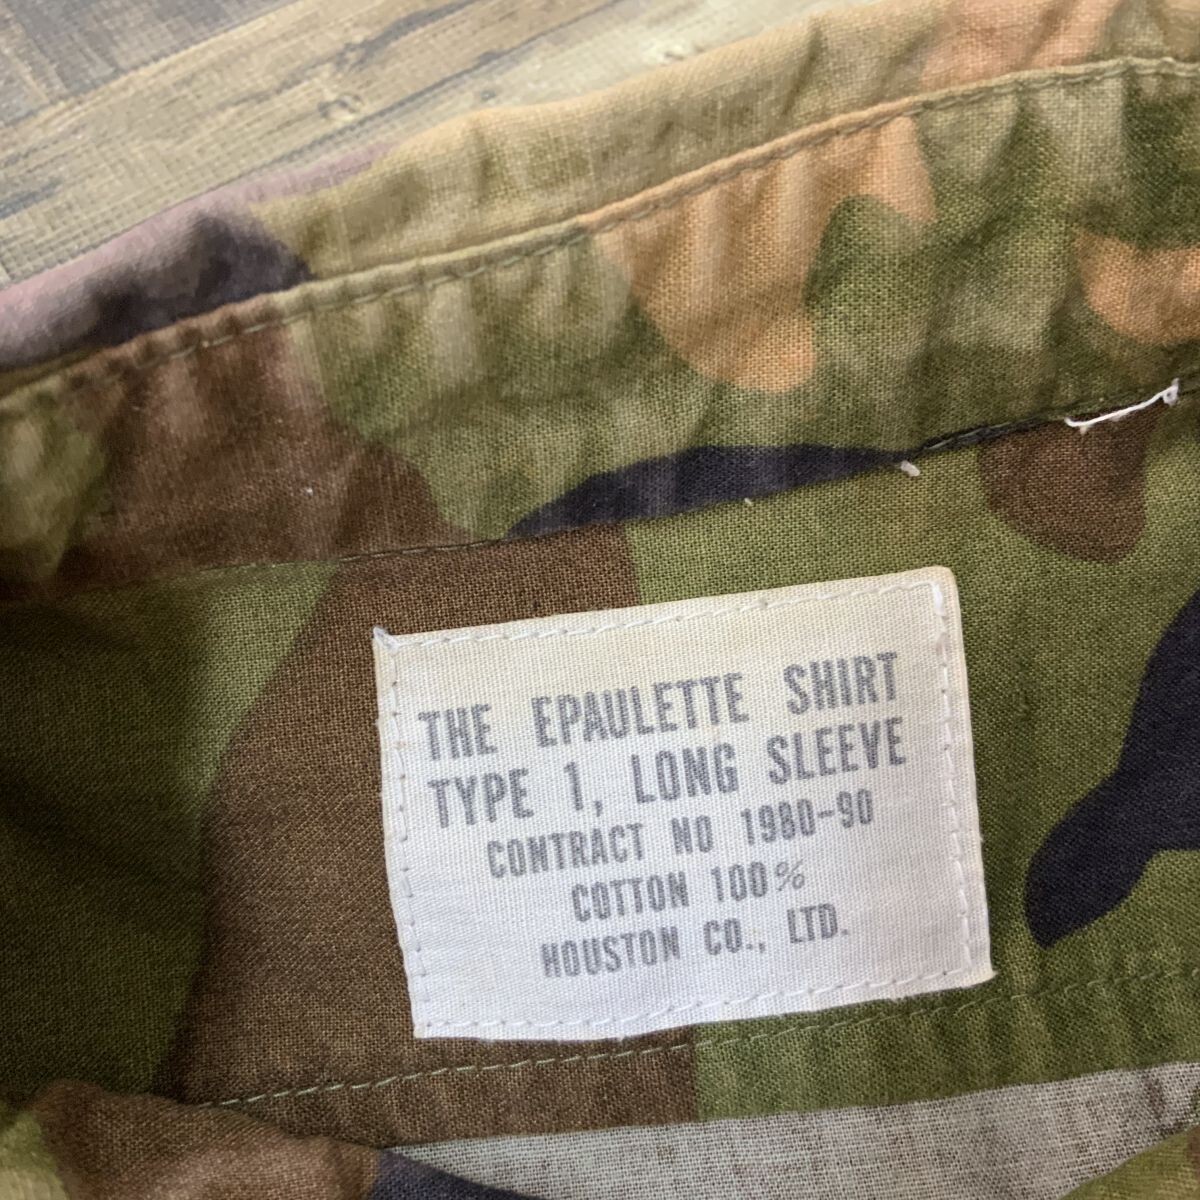 THE EPAULETTE SHIRT
TYPE 1, LONG SLEEVE
CONTRACT NO 1980-90
COTTON 100%
HOUSTON CO., LTD.